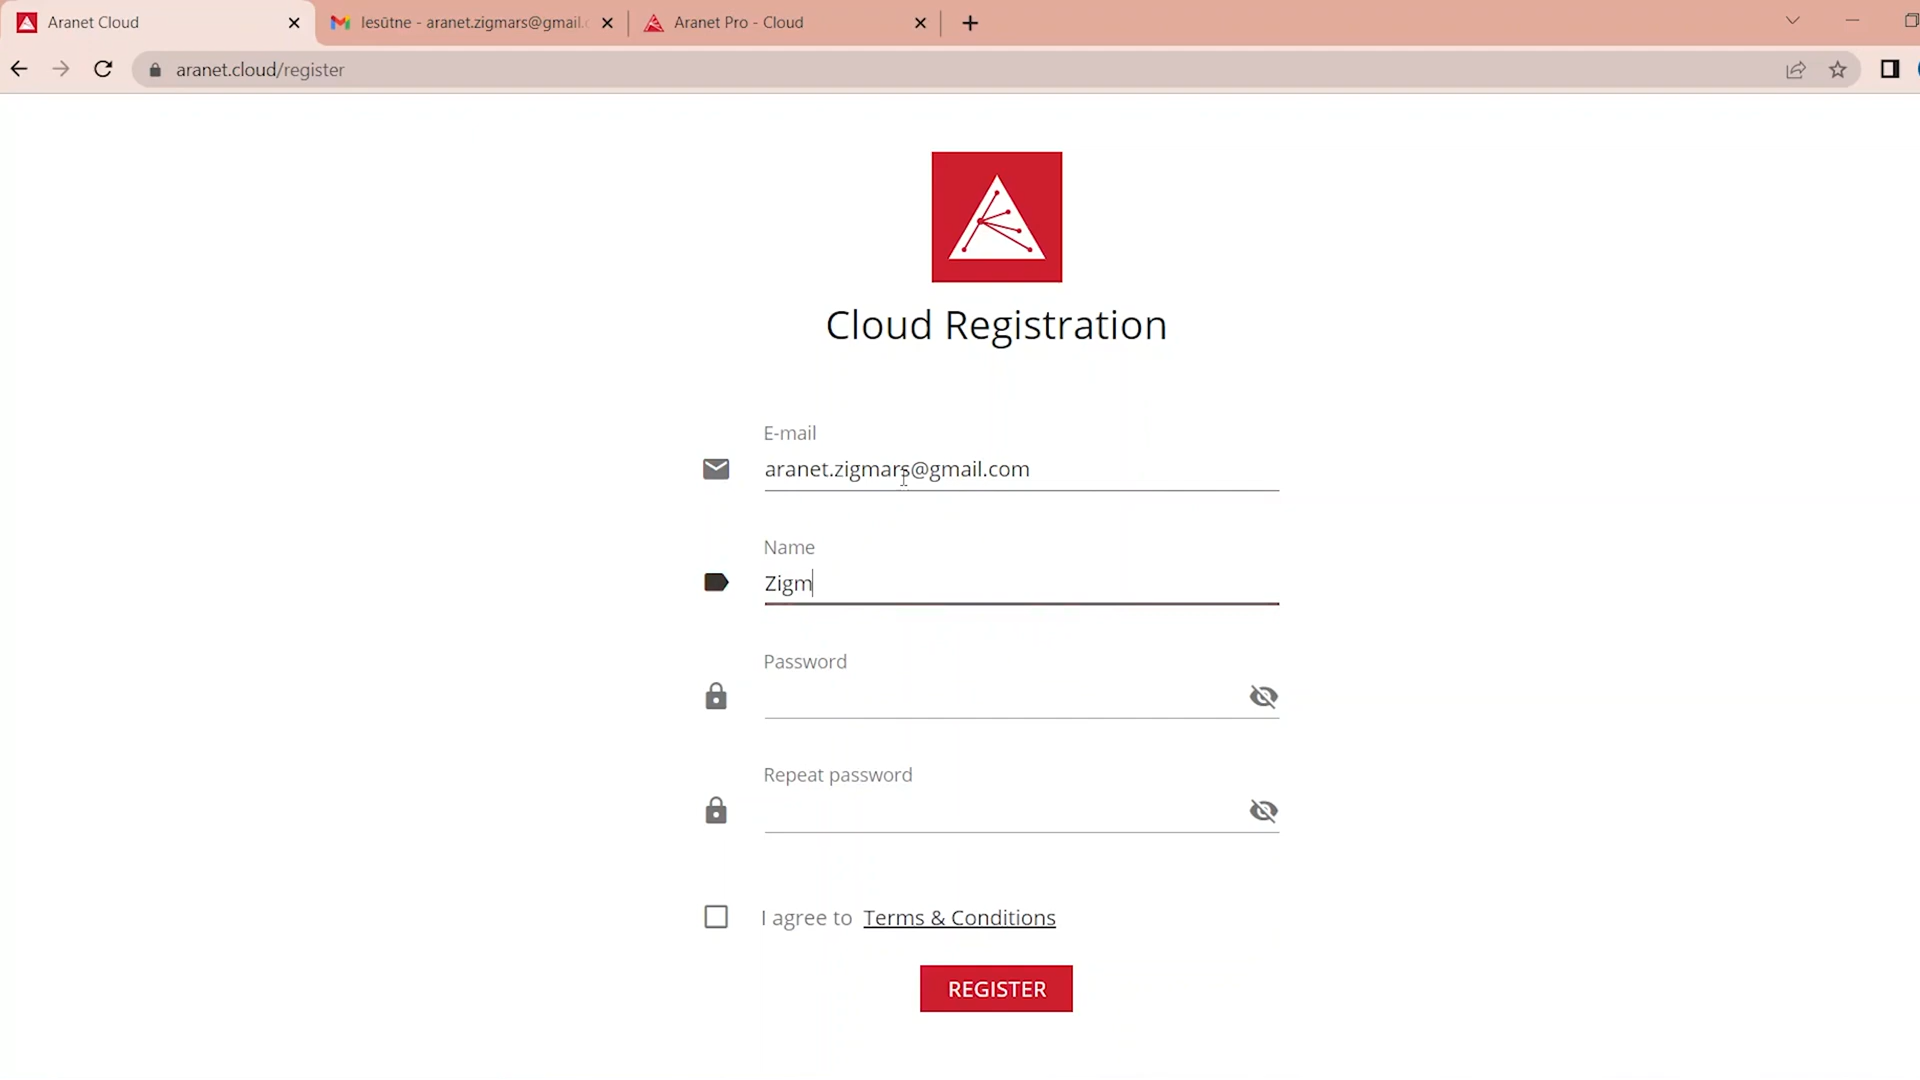 Aranet Cloud
Iesūtne - aranet.zigmars@gmail.c
Aranet Pro - Cloud
aranet.cloud/register
Cloud Registration
E-mail
aranet.zigmars@gmail.com
Name
Zigm
Password
Repeat password
I agree to Terms & Conditions
REGISTER